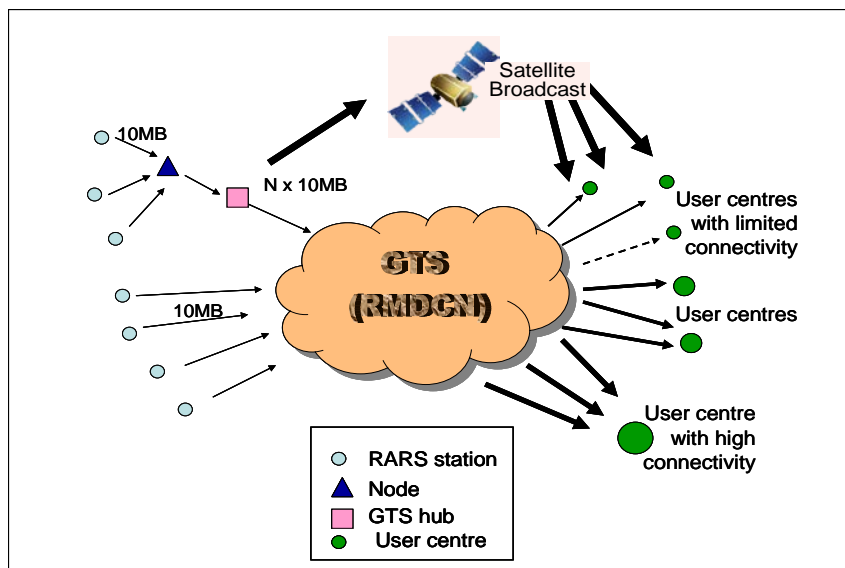 Satellite
Broadcast
10MB
N x 10MB
User centres
with limited
connectivity
GTS
(RMDCN)
10MB
User centres
User centre
with high
connectivity
RARS station
Node
GTS hub
User centre